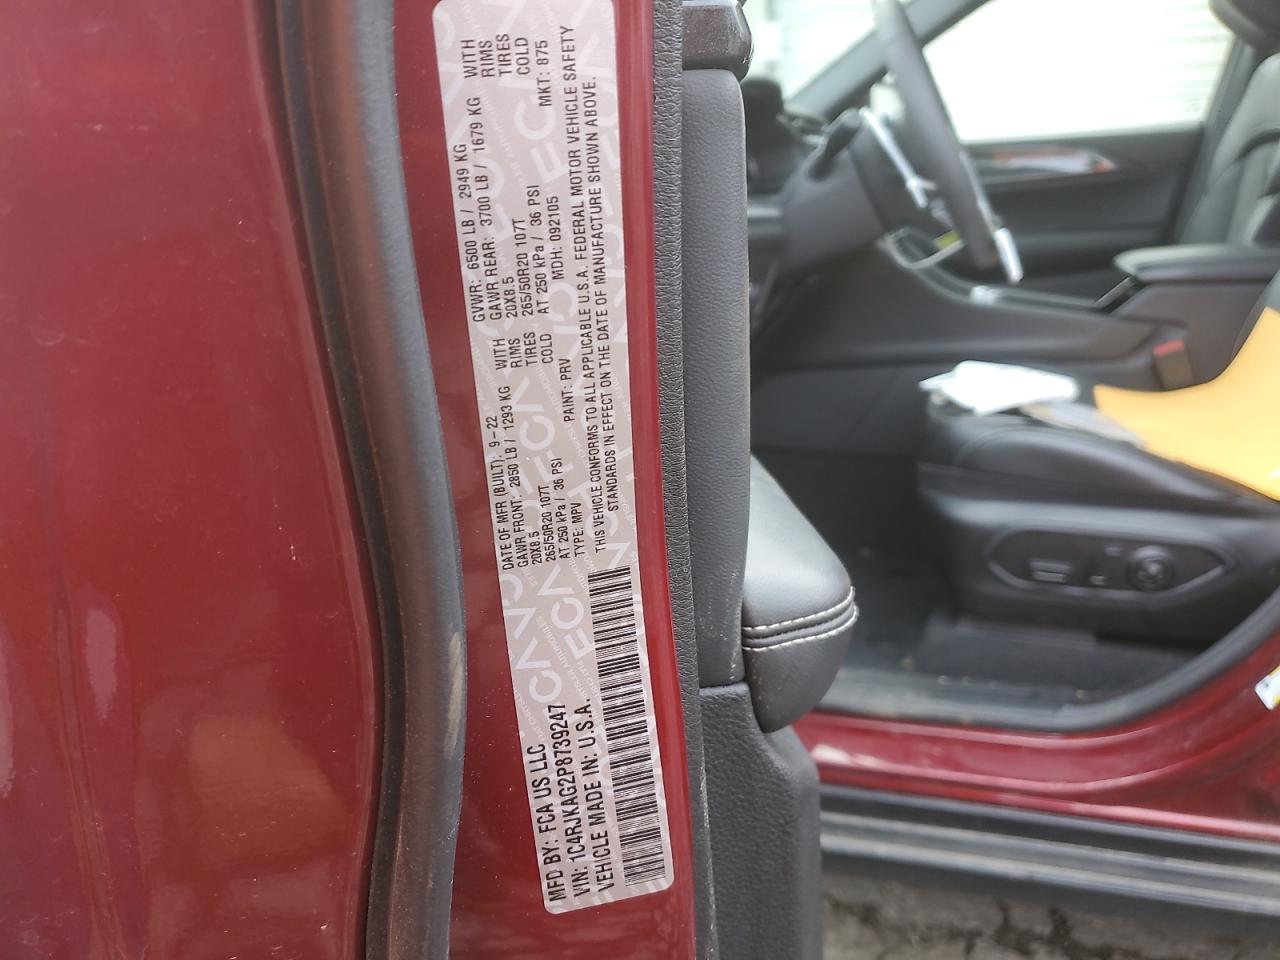 MFD BY: FCA US LLC
DATE OF MFR (BUILT): 9-22
GVWR: 6500 LB / 2949 KG
GAWR FRONT: 2850 LB / 1293 KG WITH
GAWR REAR: 3700 LB / 1679 KG WITH
20X8.5 RIMS
20X8.5 RIMS
265/50R20 107T TIRES
265/50R20 107T TIRES
AT 250 kPa / 36 PSI COLD
AT 250 kPa / 36 PSI COLD
VIN: 1C4RJKAG2P8739247
TYPE: MPV
PAINT: PRV
MDH: 092105
MKT: 875
VEHICLE MADE IN: U.S.A.
THIS VEHICLE CONFORMS TO ALL APPLICABLE U.S.A. FEDERAL MOTOR VEHICLE SAFETY
STANDARDS IN EFFECT ON THE DATE OF MANUFACTURE SHOWN ABOVE.